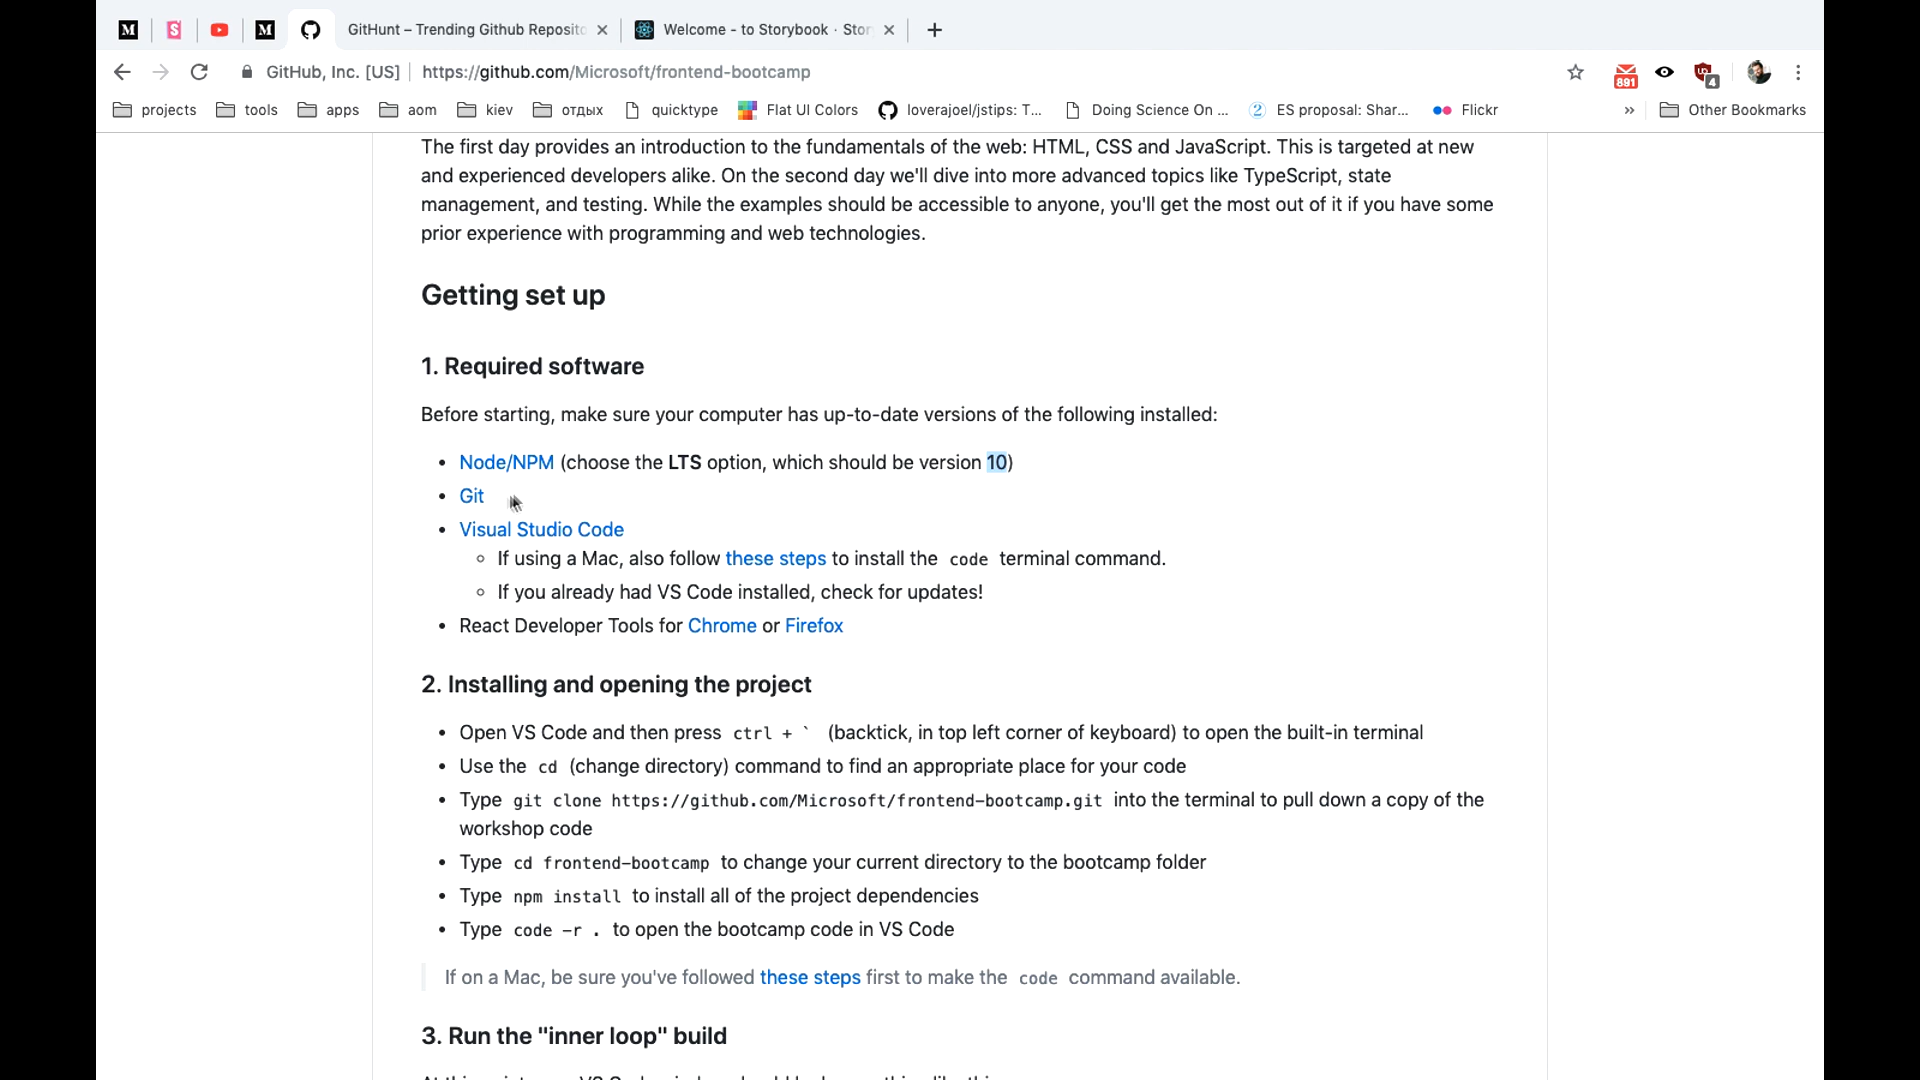 GitHunt – Trending Github Reposito
Welcome - to Storybook · Stor
GitHub, Inc. [US] https://github.com/Microsoft/frontend-bootcamp
891
4
projects tools apps aom kiev отдых quicktype Flat UI Colors loverajoel/jstips: T... Doing Science On ... ES proposal: Shar... Flickr » Other Bookmarks
The first day provides an introduction to the fundamentals of the web: HTML, CSS and JavaScript. This is targeted at new
and experienced developers alike. On the second day we'll dive into more advanced topics like TypeScript, state
management, and testing. While the examples should be accessible to anyone, you'll get the most out of it if you have some
prior experience with programming and web technologies.
Getting set up
1. Required software
Before starting, make sure your computer has up-to-date versions of the following installed:
• Node/NPM (choose the LTS option, which should be version 10)
• Git
• Visual Studio Code
◦ If using a Mac, also follow these steps to install the code terminal command.
◦ If you already had VS Code installed, check for updates!
• React Developer Tools for Chrome or Firefox
2. Installing and opening the project
• Open VS Code and then press ctrl + ` (backtick, in top left corner of keyboard) to open the built-in terminal
• Use the cd (change directory) command to find an appropriate place for your code
• Type git clone https://github.com/Microsoft/frontend-bootcamp.git into the terminal to pull down a copy of the
workshop code
• Type cd frontend-bootcamp to change your current directory to the bootcamp folder
• Type npm install to install all of the project dependencies
• Type code -r . to open the bootcamp code in VS Code
If on a Mac, be sure you've followed these steps first to make the code command available.
3. Run the "inner loop" build